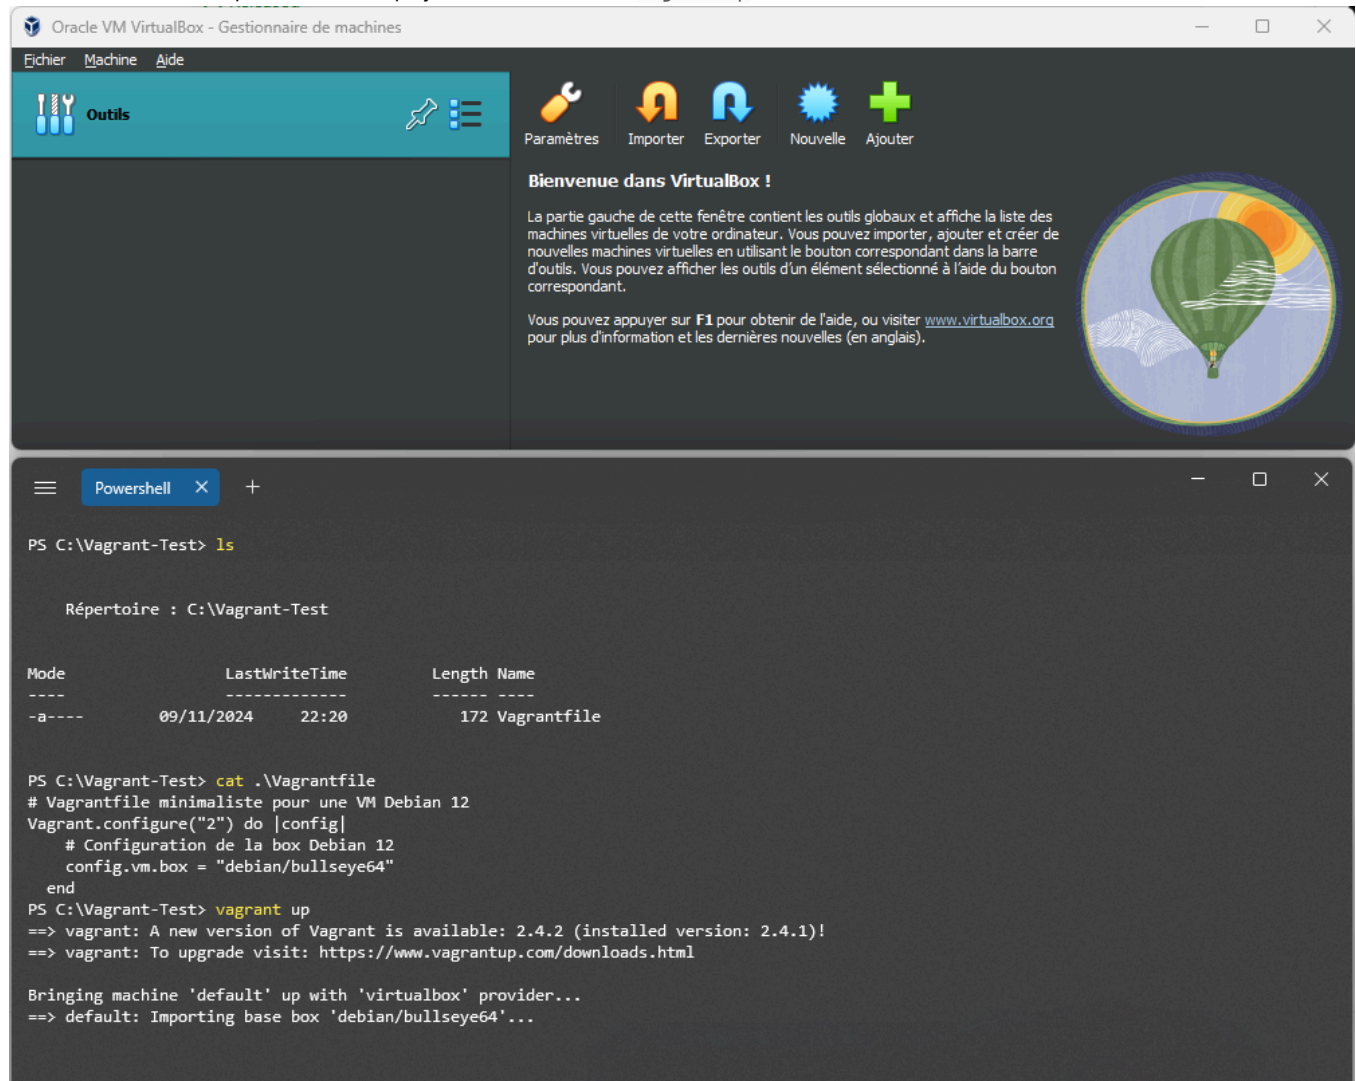 Oracle VM VirtualBox - Gestionnaire de machines
Fichier Machine Aide
Outils
Paramètres Importer Exporter Nouvelle Ajouter
Bienvenue dans VirtualBox !
La partie gauche de cette fenêtre contient les outils globaux et affiche la liste des
machines virtuelles de votre ordinateur. Vous pouvez importer, ajouter et créer de
nouvelles machines virtuelles en utilisant le bouton correspondant dans la barre
d'outils. Vous pouvez afficher les outils d'un élément sélectionné à l'aide du bouton
correspondant.
Vous pouvez appuyer sur F1 pour obtenir de l'aide, ou visiter www.virtualbox.org
pour plus d'information et les dernières nouvelles (en anglais).
Powershell
PS C:\Vagrant-Test> ls
Répertoire : C:\Vagrant-Test
Mode LastWriteTime Length Name
---- ------------- ------ ----
-a---- 09/11/2024 22:20 172 Vagrantfile
PS C:\Vagrant-Test> cat .\Vagrantfile
# Vagrantfile minimaliste pour une VM Debian 12
Vagrant.configure("2") do |config|
# Configuration de la box Debian 12
config.vm.box = "debian/bullseye64"
end
PS C:\Vagrant-Test> vagrant up
==> vagrant: A new version of Vagrant is available: 2.4.2 (installed version: 2.4.1)!
==> vagrant: To upgrade visit: https://www.vagrantup.com/downloads.html
Bringing machine 'default' up with 'virtualbox' provider...
==> default: Importing base box 'debian/bullseye64'...